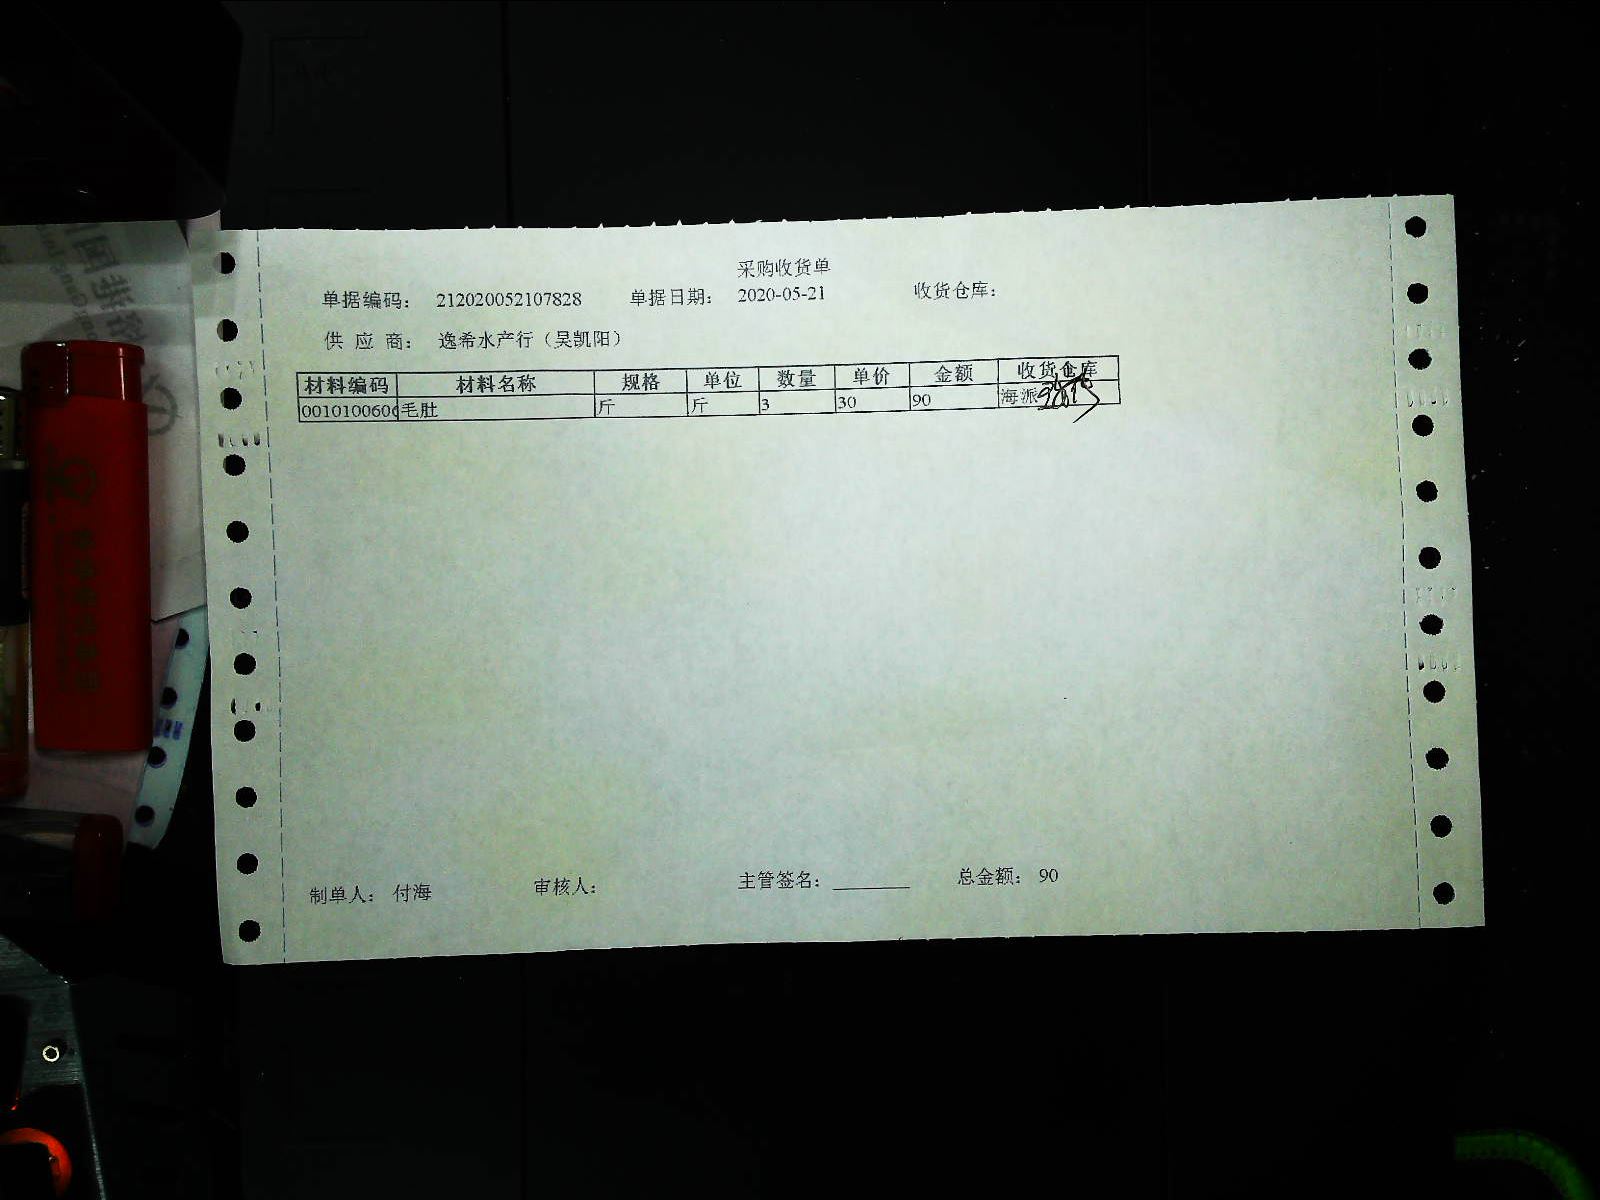 采购收货单
单据编码： 212020052107828 单据日期： 2020-05-21 收货仓库：
供 应 商： 逸希水产行（吴凯阳）
材料编码 材料名称 规格 单位 数量 单价 金额 收货仓库
001010060 毛肚 斤 斤 3 30 90 海派
制单人： 付海 审核人： 主管签名： ________ 总金额： 90